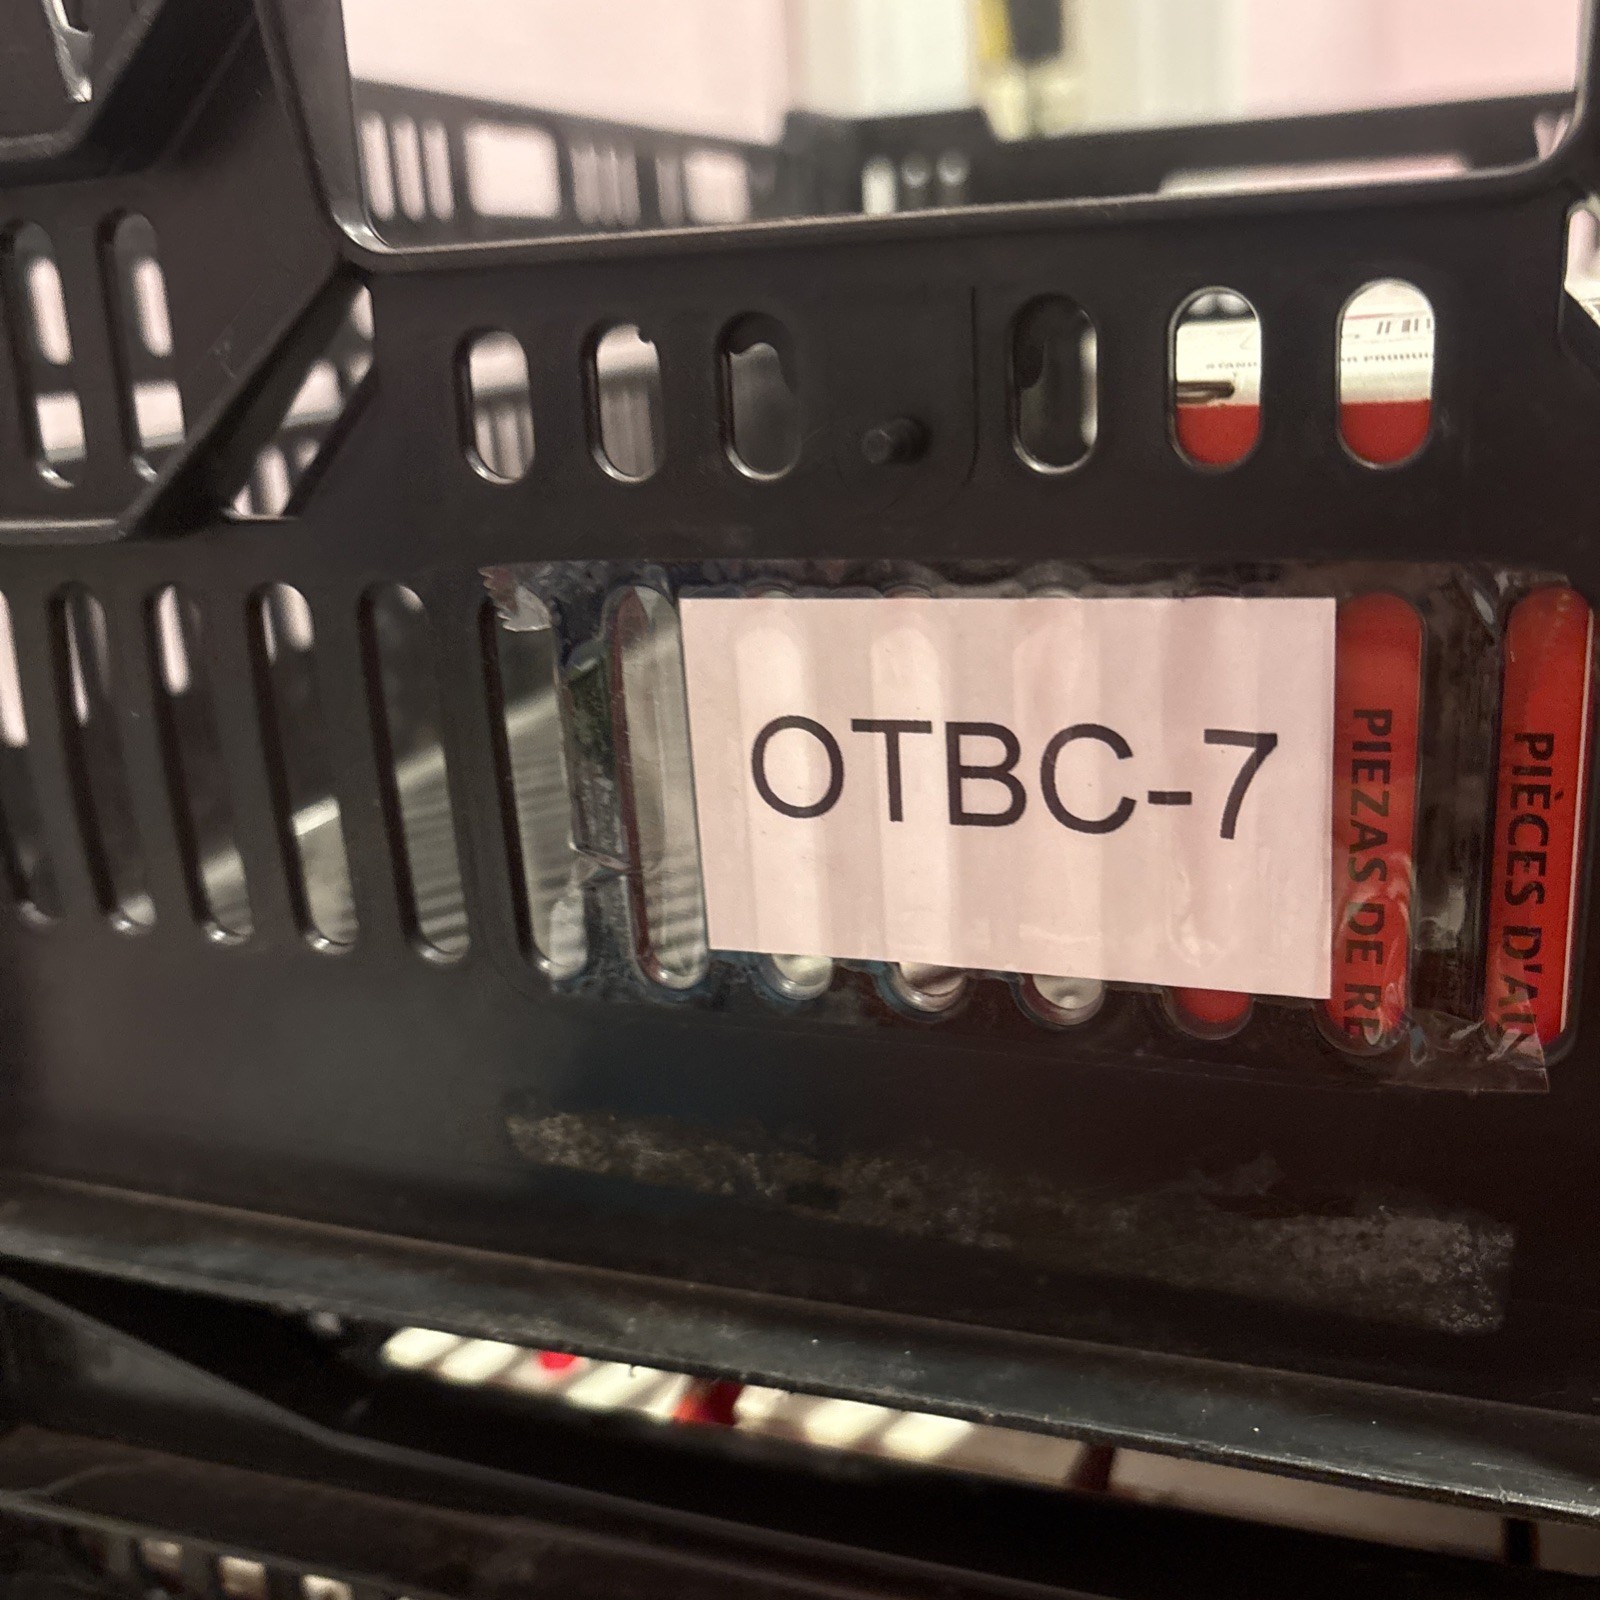 OTBC-7
PIEZAS DE RE
PIÈCES D'A